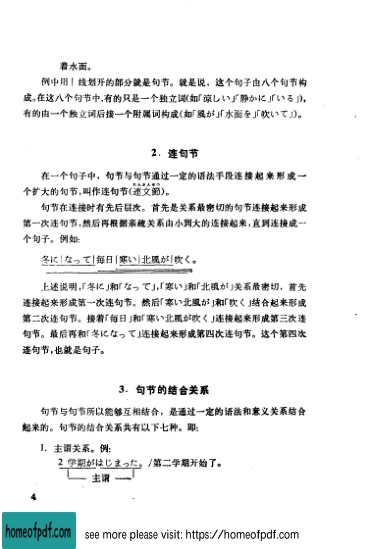 着水面。
例中用｜线划开的部分就是句节。就是说，这个句子由八个句节构
成。在这八个句节中,有的只是一个独立词(如「涼しい」「静かに」「いる」),
有的由一个独立词后接一个附属词构成(如「風が」「水面を」「吹いて」)。
2. 连句节
在一个句子中，句节与句节通过一定的语法手段连接起来形成一
个扩大的句节,叫作连句节(連文節)。
句节在连接时有先后层次。首先是关系最密切的句节连接起来形成
第一次连句节,然后再根据亲疏关系由小到大的连接起来,直到连接成一
个句子。例如:
冬に|なって|毎日|寒い|北風が|吹く。
上述说明,「冬に」和「なって」,「寒い」和「北風が」关系最密切，首先
连接起来形成第一次连句节。然后「寒い北風が」和「吹く」结合起来形成
第二次连句节。接着「毎日」和「寒い北風が吹く」连接起来形成第三次连
句节。最后再和「冬になって」连接起来形成第四次连句节。这个第四次
连句节,也就是句子。
3. 句节的结合关系
句节与句节所以能够互相结合，是通过一定的语法和意义关系结合
起来的。句节的结合关系共有以下七种。即:
1. 主谓关系。例:
2 学期がはじまった。/第二学期开始了。
主谓
4
homeofpdf.com
see more please visit: https://homeofpdf.com